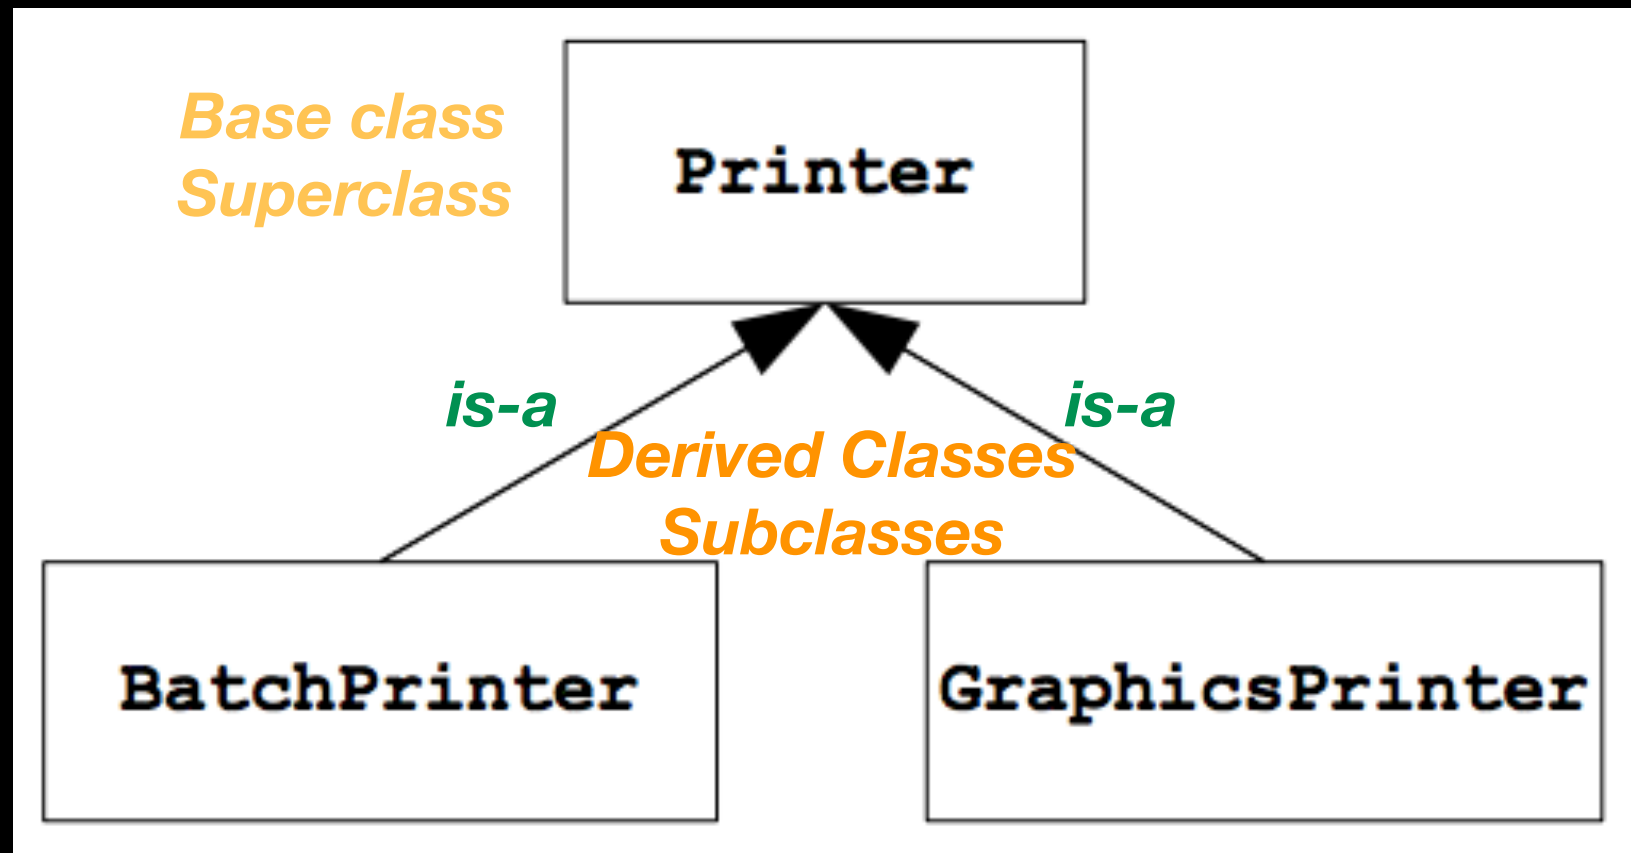 Base class
Superclass
Printer
is-a
is-a
Derived Classes
Subclasses
BatchPrinter
GraphicsPrinter